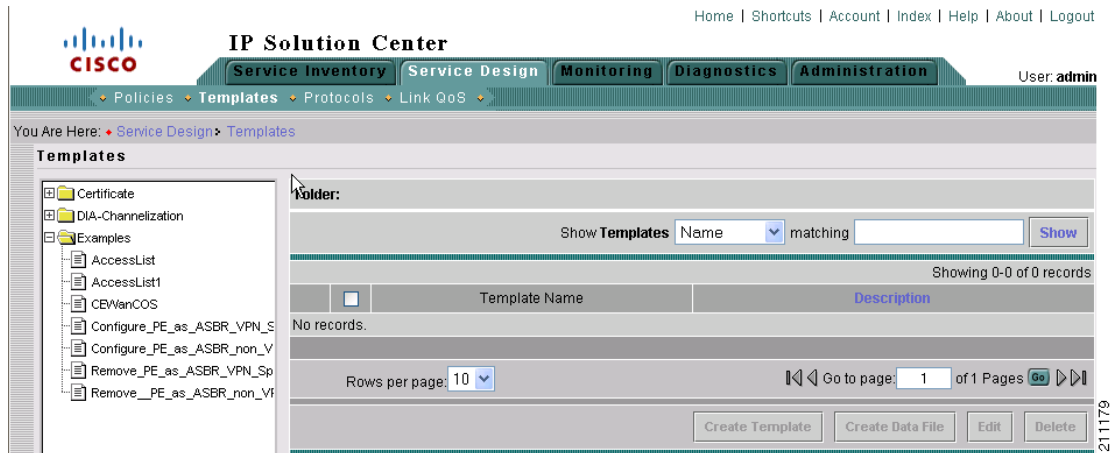 Home | Shortcuts | Account | Index | Help | About | Logout
CISCO
IP Solution Center
Service Inventory Service Design Monitoring Diagnostics Administration
User: admin
Policies Templates Protocols Link QoS
You Are Here: Service Design Templates
Templates
Certificate
DIA-Channelization
Examples
AccessList
AccessList1
CEWanCOS
Configure_PE_as_ASBR_VPN_S
Configure_PE_as_ASBR_non_V
Remove_PE_as_ASBR_VPN_Sp
Remove__PE_as_ASBR_non_VF
Folder:
Show Templates Name matching Show
Showing 0-0 of 0 records
Template Name Description
No records.
Rows per page: 10 Go to page: 1 of 1 Pages Go
Create Template Create Data File Edit Delete
211179